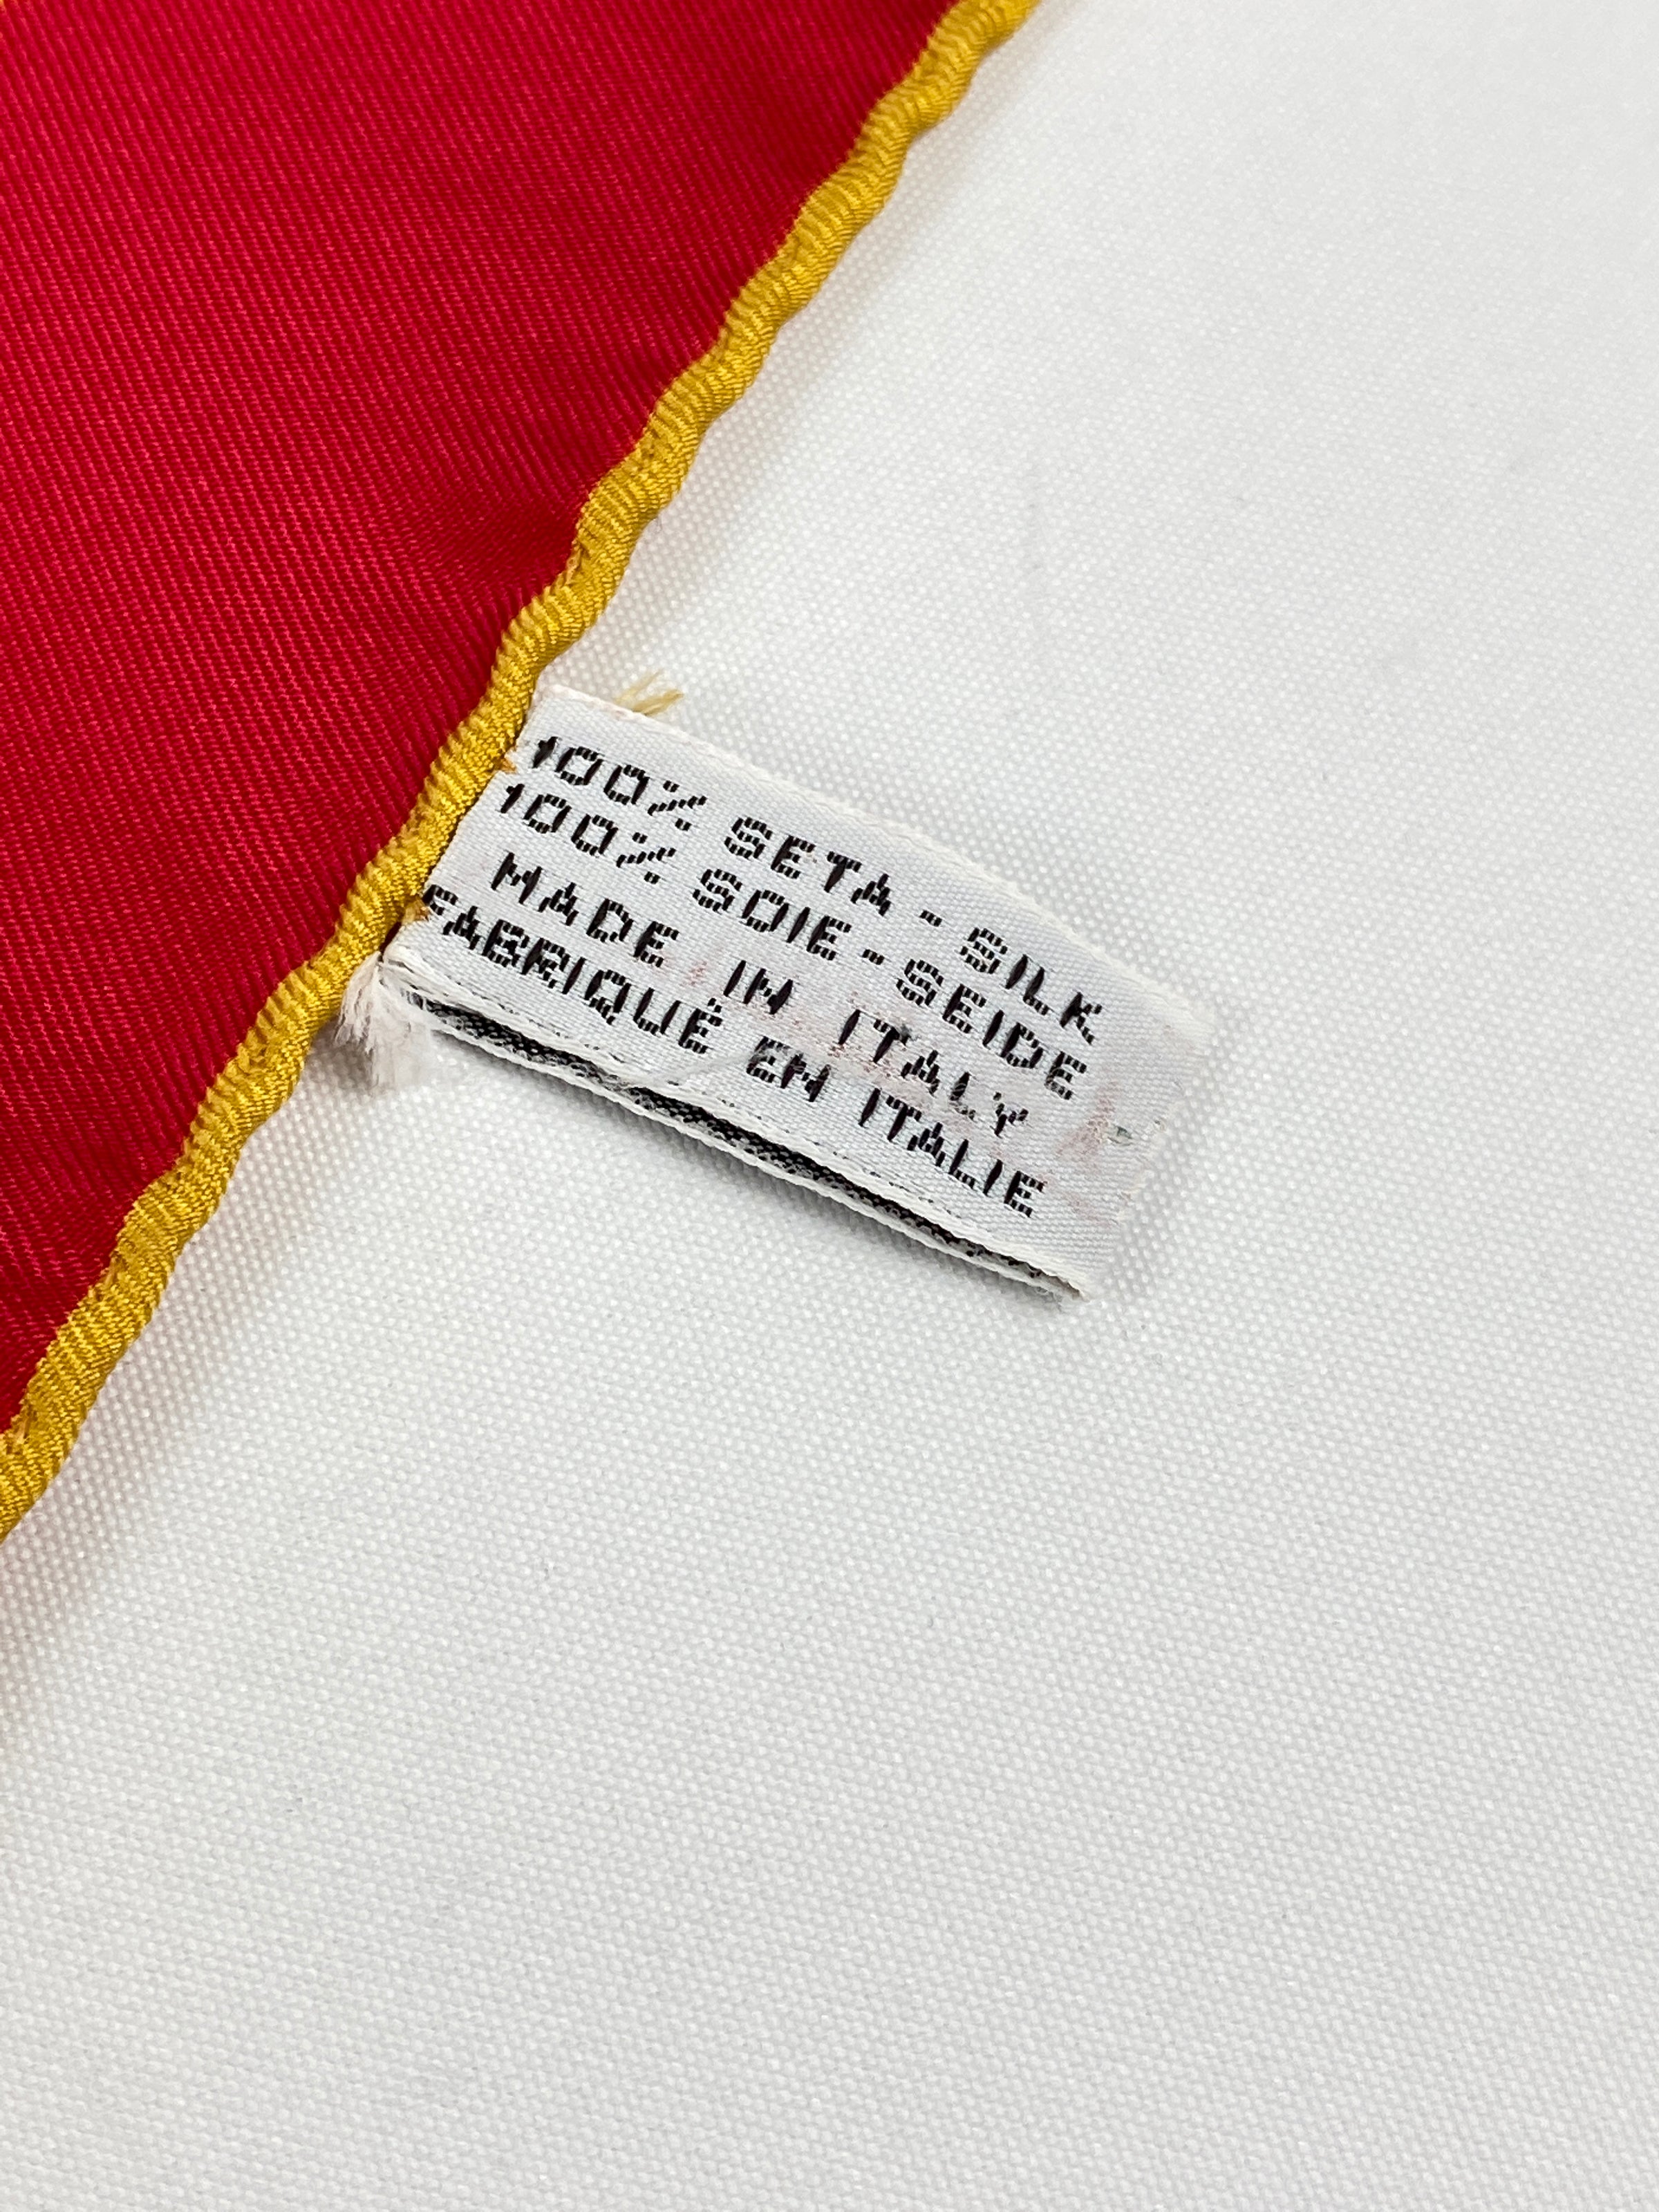 100% SETA - SILK
100% SOIE - SEIDE
MADE IN ITALY
FABRIQUÉ EN ITALIE